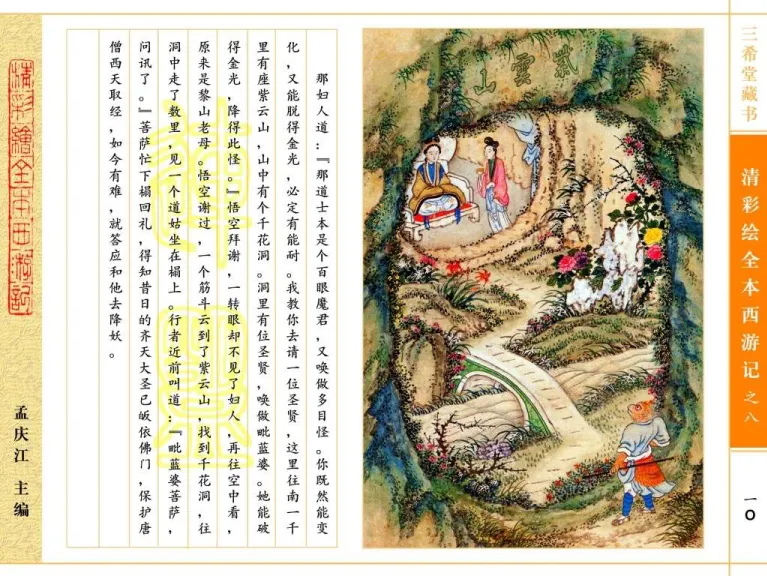 三希堂藏书
清彩绘全本西游记之八
一〇
紫雲山
那妇人道：『那道士本是个百眼魔君，又唤做多目怪。你既然能变
化，又能脱得金光，必定有能耐。我教你去请一位圣贤，这里往南一千
里有座紫云山，山中有个千花洞。洞里有位圣贤，唤做毗蓝婆。她能破
得金光，降得此怪。』悟空拜谢，一转眼却不见了妇人，再往空中看，
原来是黎山老母。悟空谢过，一个筋斗云到了紫云山，找到千花洞，往
洞中走了数里，见一个道姑坐在榻上。行者近前叫道：『毗蓝婆菩萨，
问讯了。』菩萨忙下榻回礼，得知昔日的齐天大圣已皈依佛门，保护唐
僧西天取经，如今有难，就答应和他去降妖。
清彩繪全本西游記
孟庆江 主编